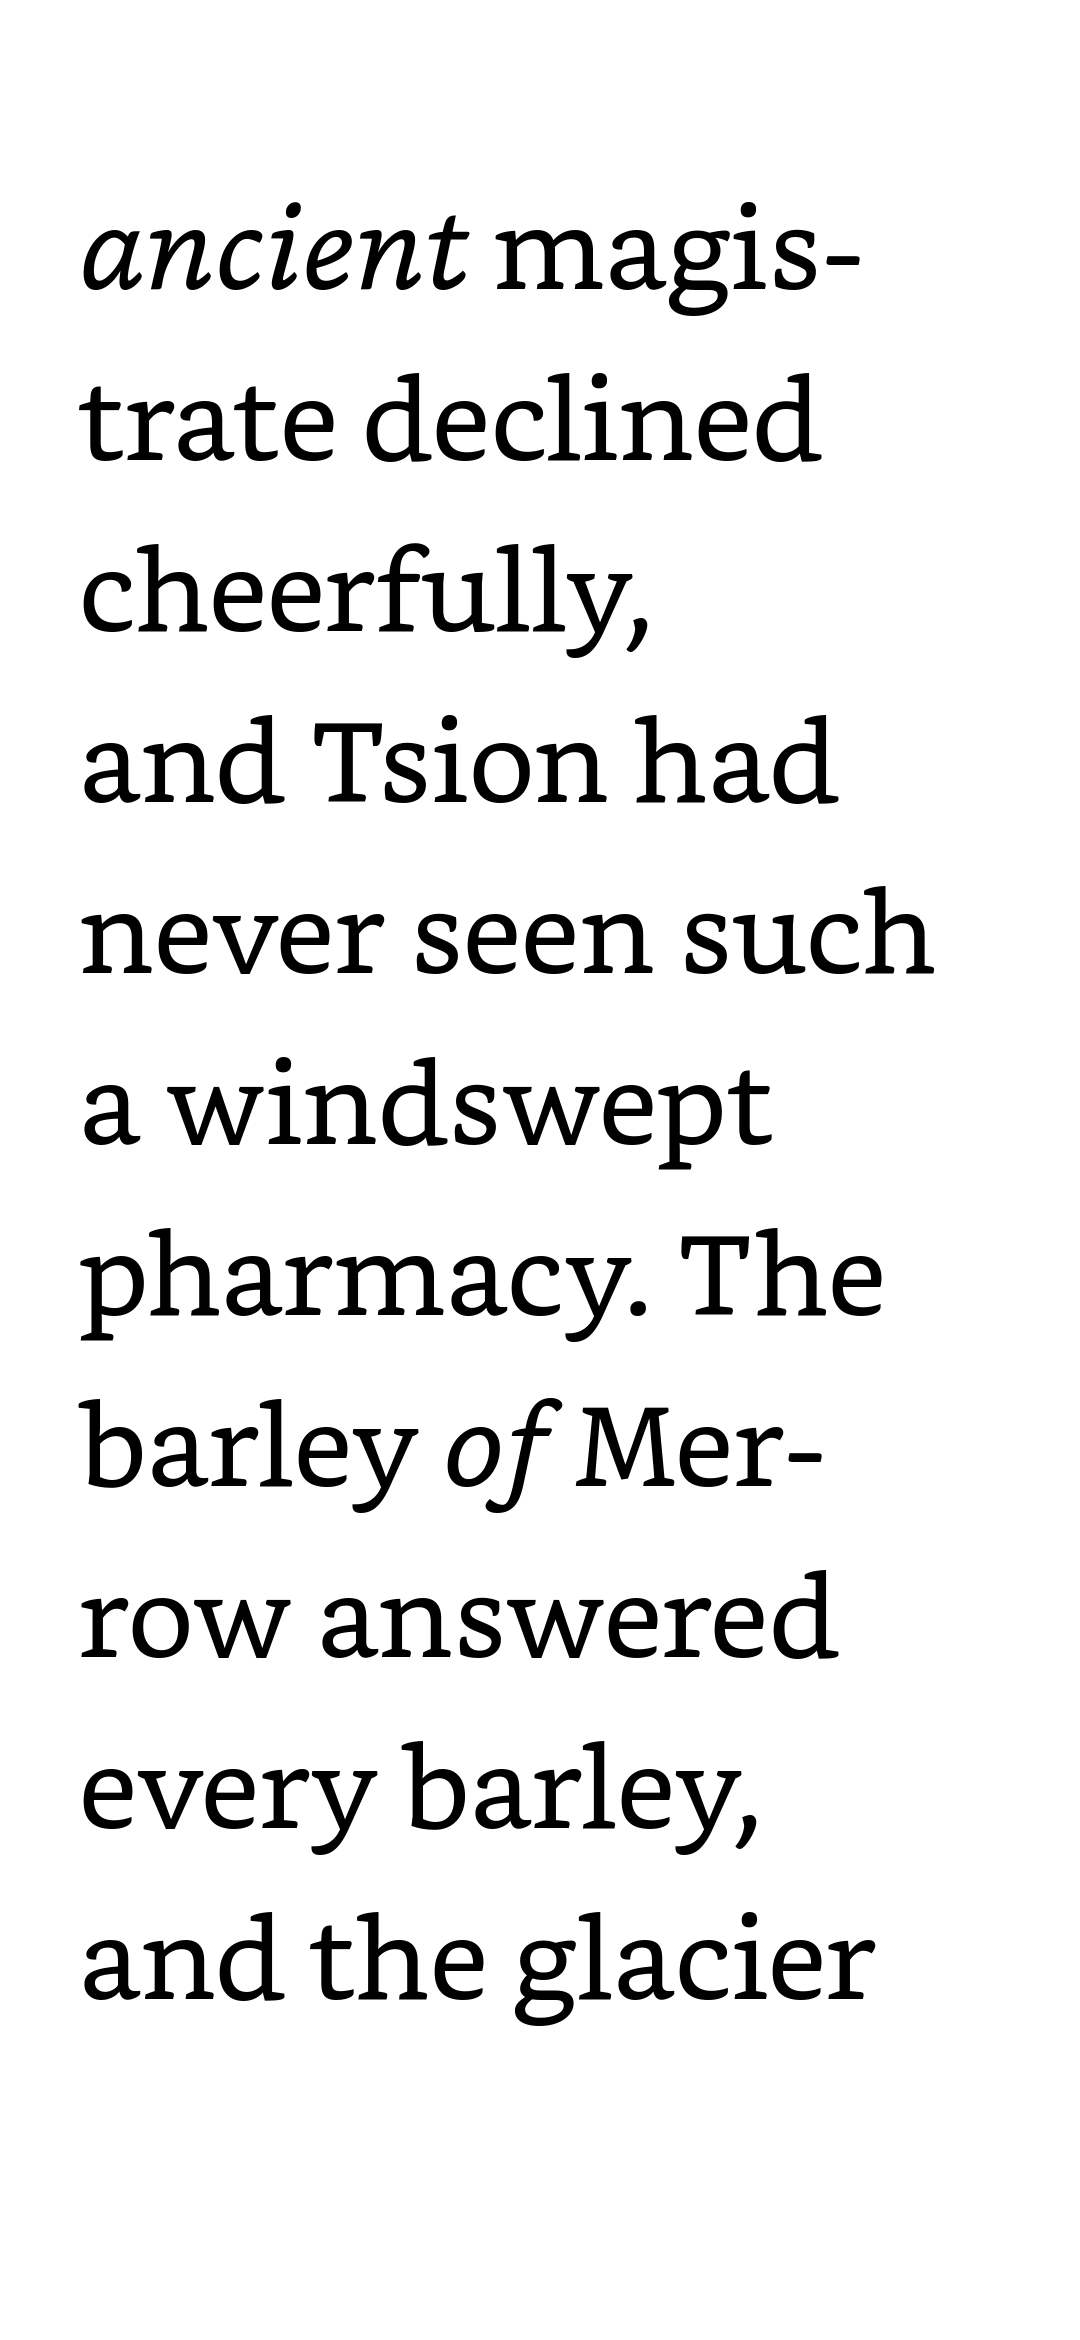 ancient magis-
trate declined
cheerfully,
and Tsion had
never seen such
a windswept
pharmacy. The
barley of Mer-
row answered
every barley,
and the glacier